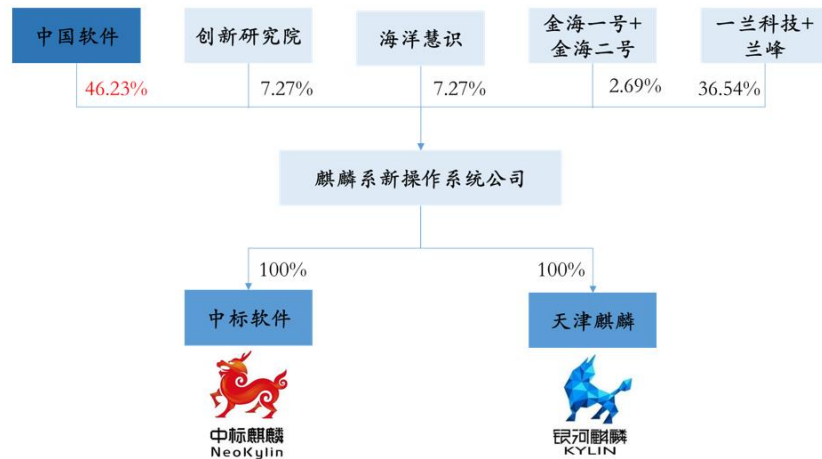 中国软件
创新研究院
海洋慧识
金海一号+
金海二号
一兰科技+
兰峰
46.23%
7.27%
7.27%
2.69%
36.54%
麒麟系新操作系统公司
100%
100%
中标软件
天津麒麟
中标麒麟
NeoKylin
银河麒麟
KYLIN